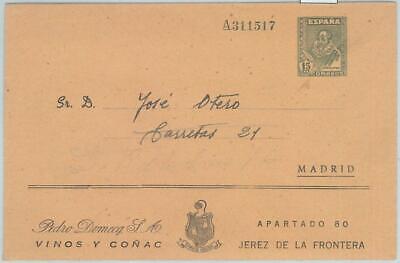 A311517
ESPAÑA
15
CORREOS
Sr. D. José Otero
Carretas 21
MADRID
Pedro Domecq S.A.
VINOS Y COÑAC
APARTADO 80
JEREZ DE LA FRONTERA